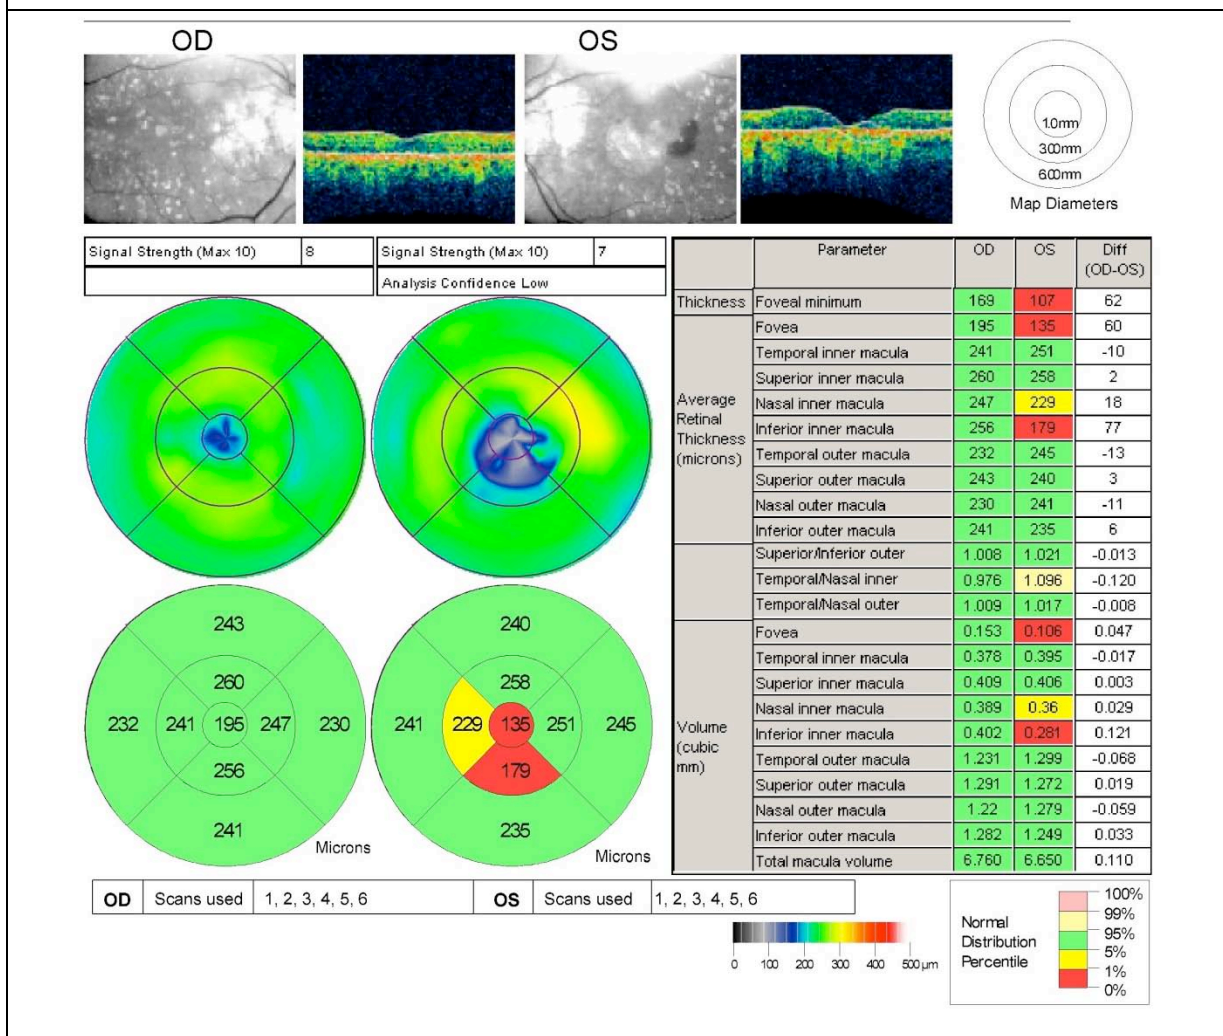 OD OS
1.0mm
3.00mm
6.00mm
Map Diameters
Signal Strength (Max 10) 8
Signal Strength (Max 10) 7
Analysis Confidence Low
Parameter OD OS Diff (OD-OS)
Thickness Foveal minimum 169 107 62
Average Retinal Thickness (microns)
Fovea 195 135 60
Temporal inner macula 241 251 -10
Superior inner macula 260 258 2
Nasal inner macula 247 229 18
Inferior inner macula 256 179 77
Temporal outer macula 232 245 -13
Superior outer macula 243 240 3
Nasal outer macula 230 241 -11
Inferior outer macula 241 235 6
Superior/Inferior outer 1.008 1.021 -0.013
Temporal/Nasal inner 0.976 1.096 -0.120
Temporal/Nasal outer 1.009 1.017 -0.008
Volume (cubic mm)
Fovea 0.153 0.106 0.047
Temporal inner macula 0.378 0.395 -0.017
Superior inner macula 0.409 0.406 0.003
Nasal inner macula 0.389 0.36 0.029
Inferior inner macula 0.402 0.281 0.121
Temporal outer macula 1.231 1.299 -0.068
Superior outer macula 1.291 1.272 0.019
Nasal outer macula 1.22 1.279 -0.059
Inferior outer macula 1.282 1.249 0.033
Total macula volume 6.760 6.650 0.110
243
260
232 241 195 247 230
256
241
Microns
240
258
241 229 135 251 245
179
235
Microns
OD Scans used 1, 2, 3, 4, 5, 6
OS Scans used 1, 2, 3, 4, 5, 6
0 100 200 300 400 500 µm
Normal Distribution Percentile
100%
99%
95%
5%
1%
0%